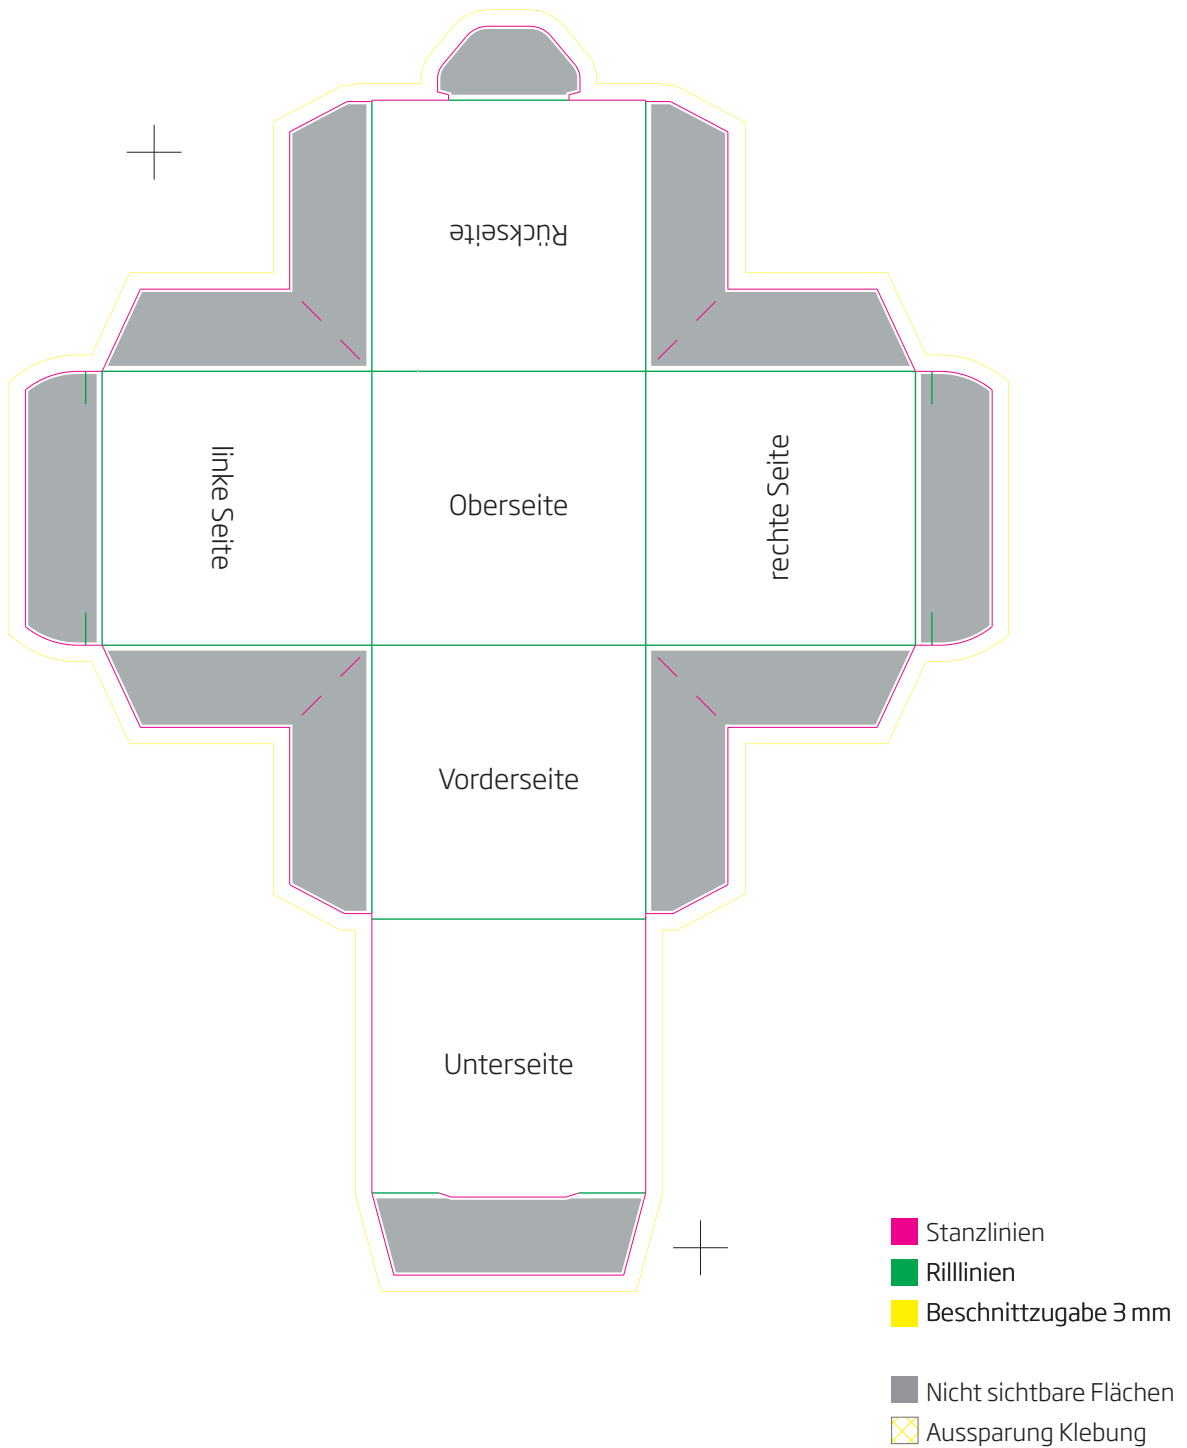 Rückseite
linke Seite
Oberseite
rechte Seite
Vorderseite
Unterseite
Stanzlinien
Rilllinien
Beschnittzugabe 3 mm
Nicht sichtbare Flächen
Aussparung Klebung